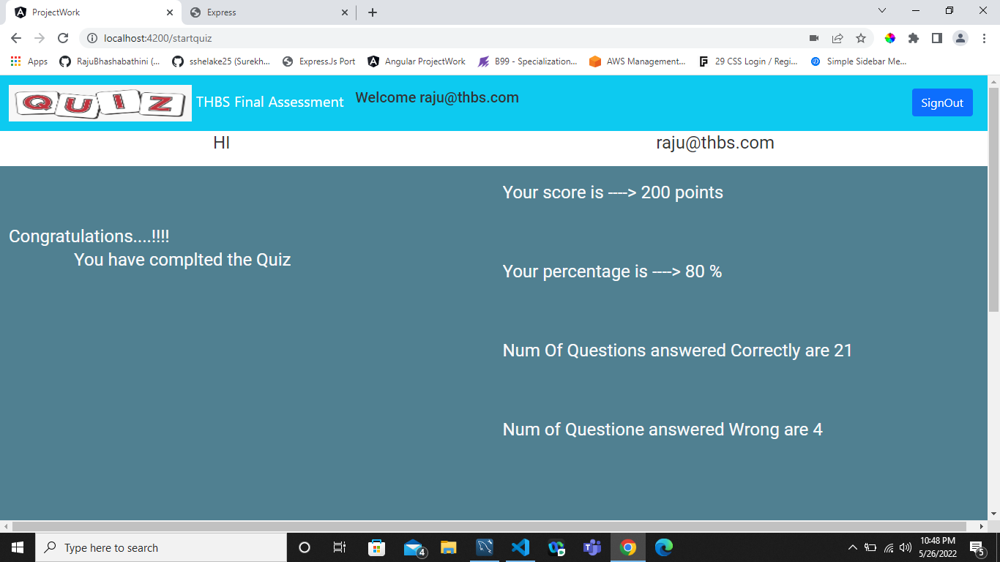 ProjectWork
Express
localhost:4200/startquiz
Apps
RajuBhashabathini (...
sshelake25 (Surekh...
Express.Js Port
Angular ProjectWork
B99 - Specialization...
AWS Management...
29 CSS Login / Regi...
Simple Sidebar Me...
QUIZ
THBS Final Assessment
Welcome raju@thbs.com
SignOut
HI
raju@thbs.com
Your score is ----> 200 points
Congratulations....!!!!
You have complted the Quiz
Your percentage is ----> 80 %
Num Of Questions answered Correctly are 21
Num of Questione answered Wrong are 4
Type here to search
4
10:48 PM
5/26/2022
5